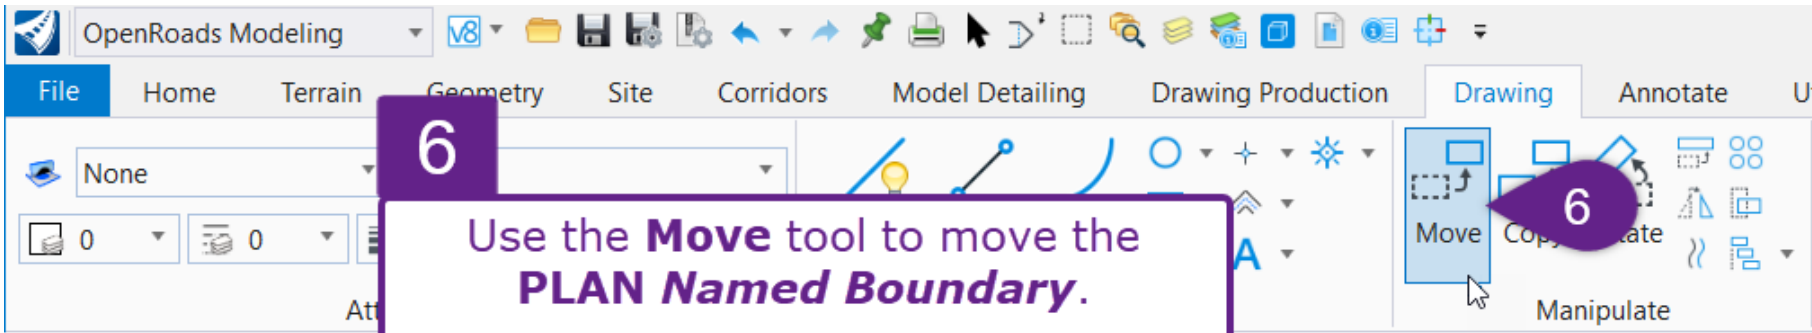 OpenRoads Modeling
V8
File Home Terrain Geometry Site Corridors Model Detailing Drawing Production Drawing Annotate
None
6
0 0
Use the Move tool to move the
PLAN Named Boundary.
A
Move
6
Manipulate